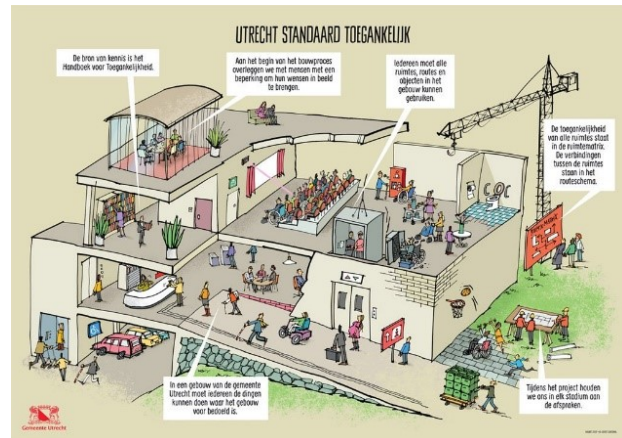 UTRECHT STANDAARD TOEGANKELIJK
De bron van kennis is het
Handboek voor Toegankelijkheid.
Aan het begin van het bouwproces
overleggen we met mensen met een
beperking om hun wensen in beeld
te brengen.
Iedereen moet alle
ruimtes, routes en
objecten in het
gebouw kunnen
gebruiken.
De toegankelijkheid
van alle ruimtes staat
in de ruimtematrix.
De verbindingen
tussen de ruimtes
staan in het
routeschema.
In een gebouw van de gemeente
Utrecht moet iedereen de dingen
kunnen doen waar het gebouw
voor bedoeld is.
Tijdens het project houden
we ons in elk stadium aan
de afspraken.
Gemeente Utrecht